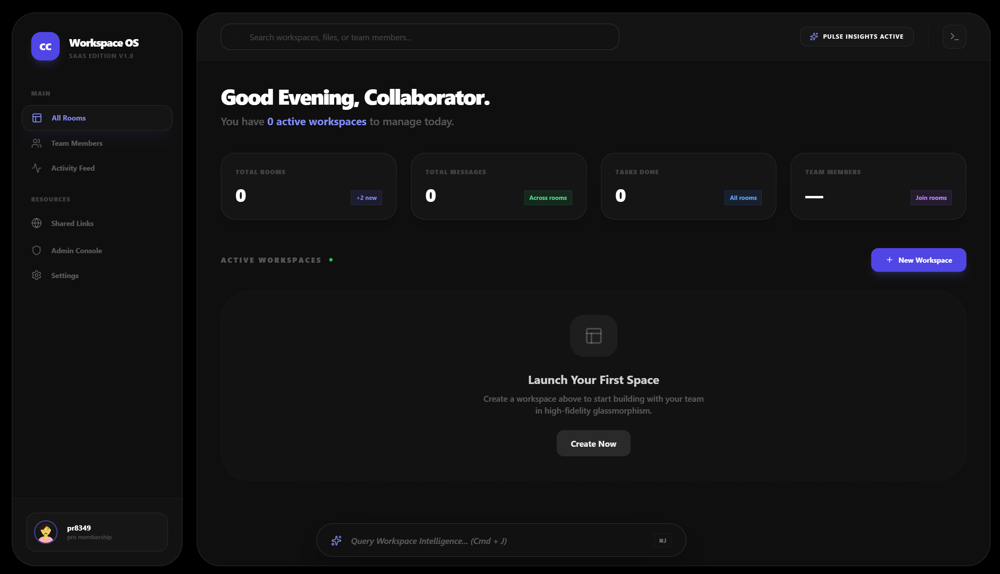 CC
Workspace OS
SAAS EDITION V1.0
MAIN
All Rooms
Team Members
Activity Feed
RESOURCES
Shared Links
Admin Console
Settings
pr8349
pro membership
Search workspaces, files, or team members...
PULSE INSIGHTS ACTIVE
Good Evening, Collaborator.
You have 0 active workspaces to manage today.
TOTAL ROOMS
0
+2 new
TOTAL MESSAGES
0
Across rooms
TASKS DONE
0
All rooms
TEAM MEMBERS
—
Join rooms
ACTIVE WORKSPACES
New Workspace
Launch Your First Space
Create a workspace above to start building with your team
in high-fidelity glassmorphism.
Create Now
Query Workspace Intelligence... (Cmd + J)
⌘J